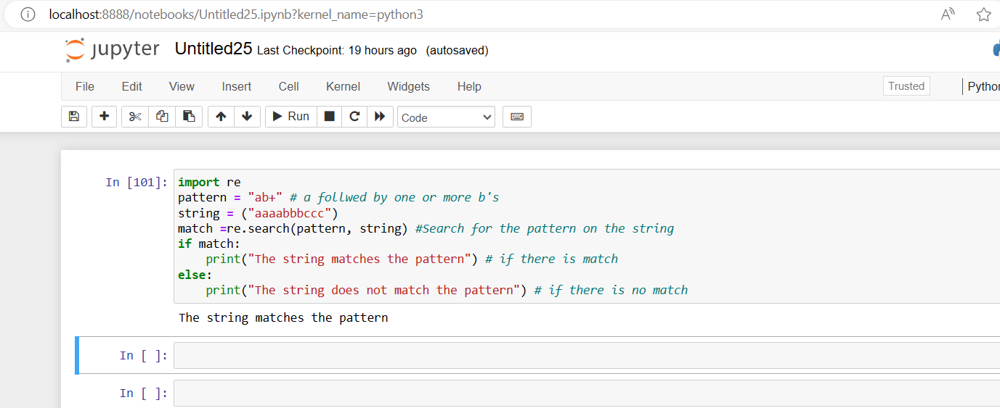 localhost:8888/notebooks/Untitled25.ipynb?kernel_name=python3
jupyter Untitled25 Last Checkpoint: 19 hours ago (autosaved)
File Edit View Insert Cell Kernel Widgets Help Trusted
Run Code
In [101]: import re
pattern = "ab+" # a follwed by one or more b's
string = ("aaaabbbccc")
match =re.search(pattern, string) #Search for the pattern on the string
if match:
    print("The string matches the pattern") # if there is match
else:
    print("The string does not match the pattern") # if there is no match
The string matches the pattern
In [ ]:
In [ ]: